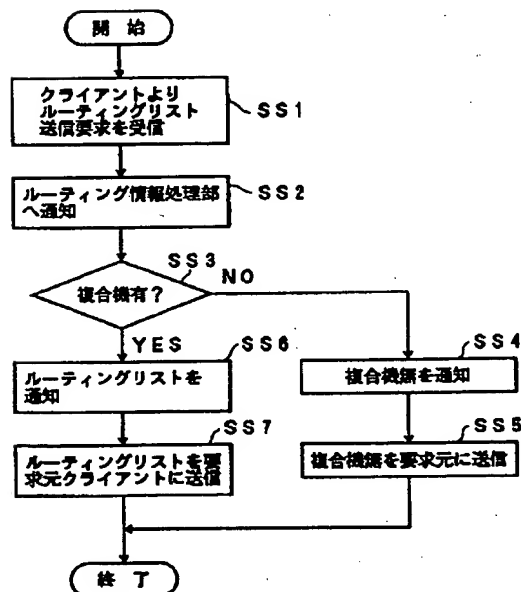 開 始
クライアントより
ルーティングリスト
送信要求を受信
SS1
ルーティング情報処理部
へ通知
SS2
複合機有?
SS3
NO
YES
ルーティングリストを
通知
SS6
複合機無を通知
SS4
ルーティングリストを要
求元クライアントに送信
SS7
複合機無を要求元に送信
SS5
終 了